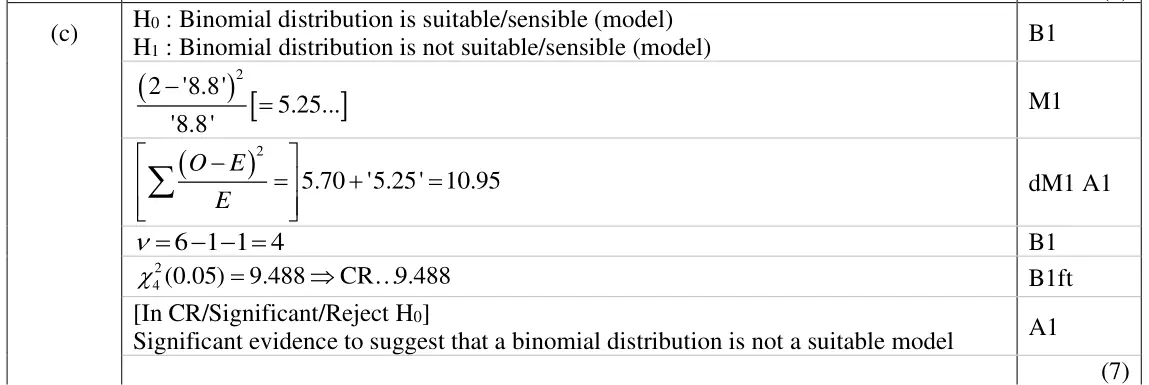 (c)
H₀ : Binomial distribution is suitable/sensible (model)
H₁ : Binomial distribution is not suitable/sensible (model)
B1
(2 − '8.8')² / '8.8' [= 5.25...]
M1
[∑ (O − E)² / E =] 5.70 + '5.25' = 10.95
dM1 A1
ν = 6 − 1 − 1 = 4
B1
χ₄²(0.05) = 9.488 ⇒ CR…9.488
B1ft
[In CR/Significant/Reject H₀]
Significant evidence to suggest that a binomial distribution is not a suitable model
A1
(7)